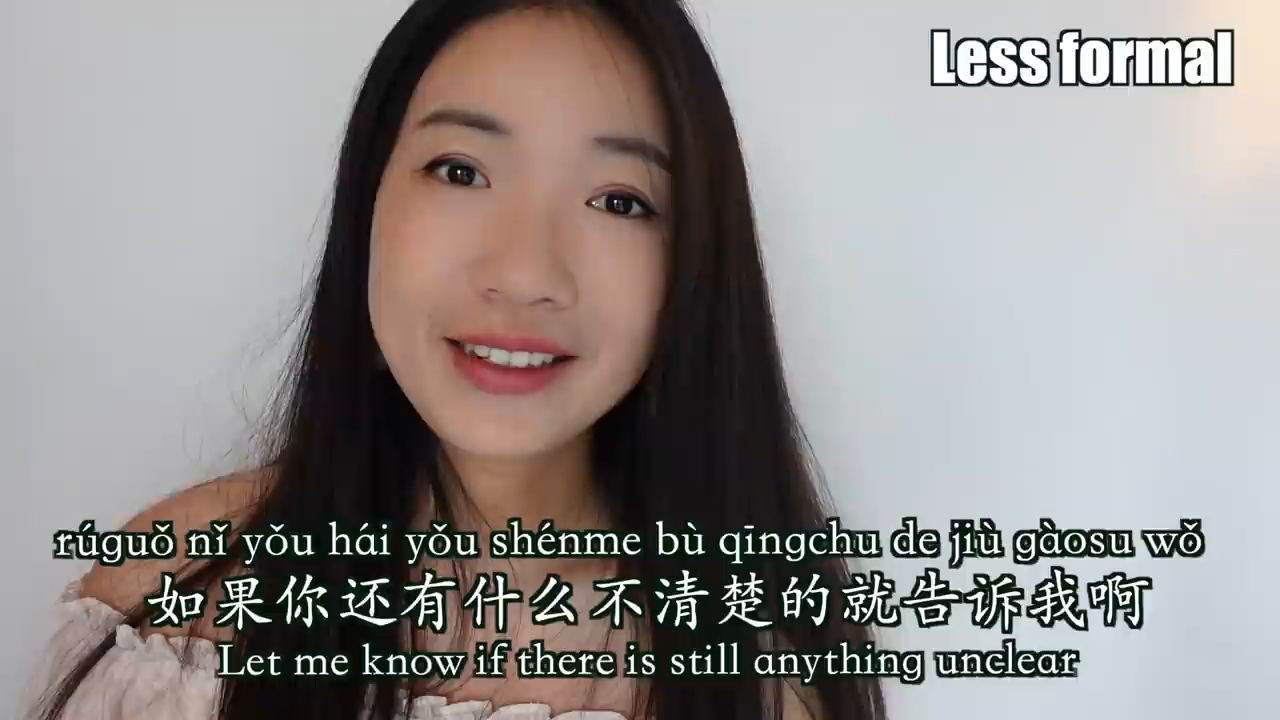 Less formal
rúguǒ nǐ yǒu hái yǒu shénme bù qīngchu de jiù gàosu wǒ
如果你还有什么不清楚的就告诉我啊
Let me know if there is still anything unclear